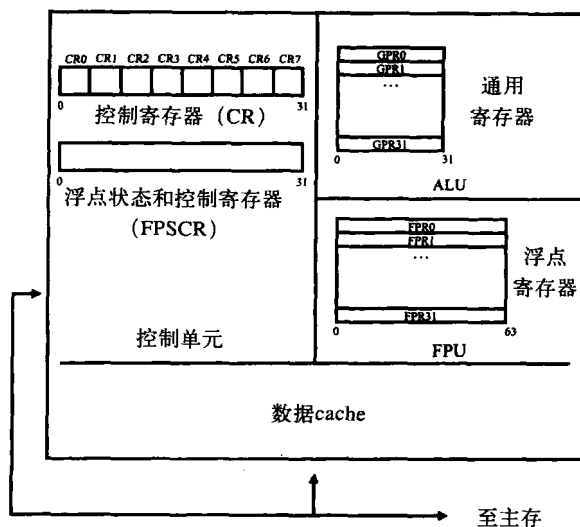 CR0 CR1 CR2 CR3 CR4 CR5 CR6 CR7
0 31
控制寄存器（CR）
0 31
浮点状态和控制寄存器
（FPSCR）
控制单元
GPR0
GPR1
…
GPR31
0 31
通用
寄存器
ALU
FPR0
FPR1
…
FPR31
0 63
浮点
寄存器
FPU
数据cache
至主存